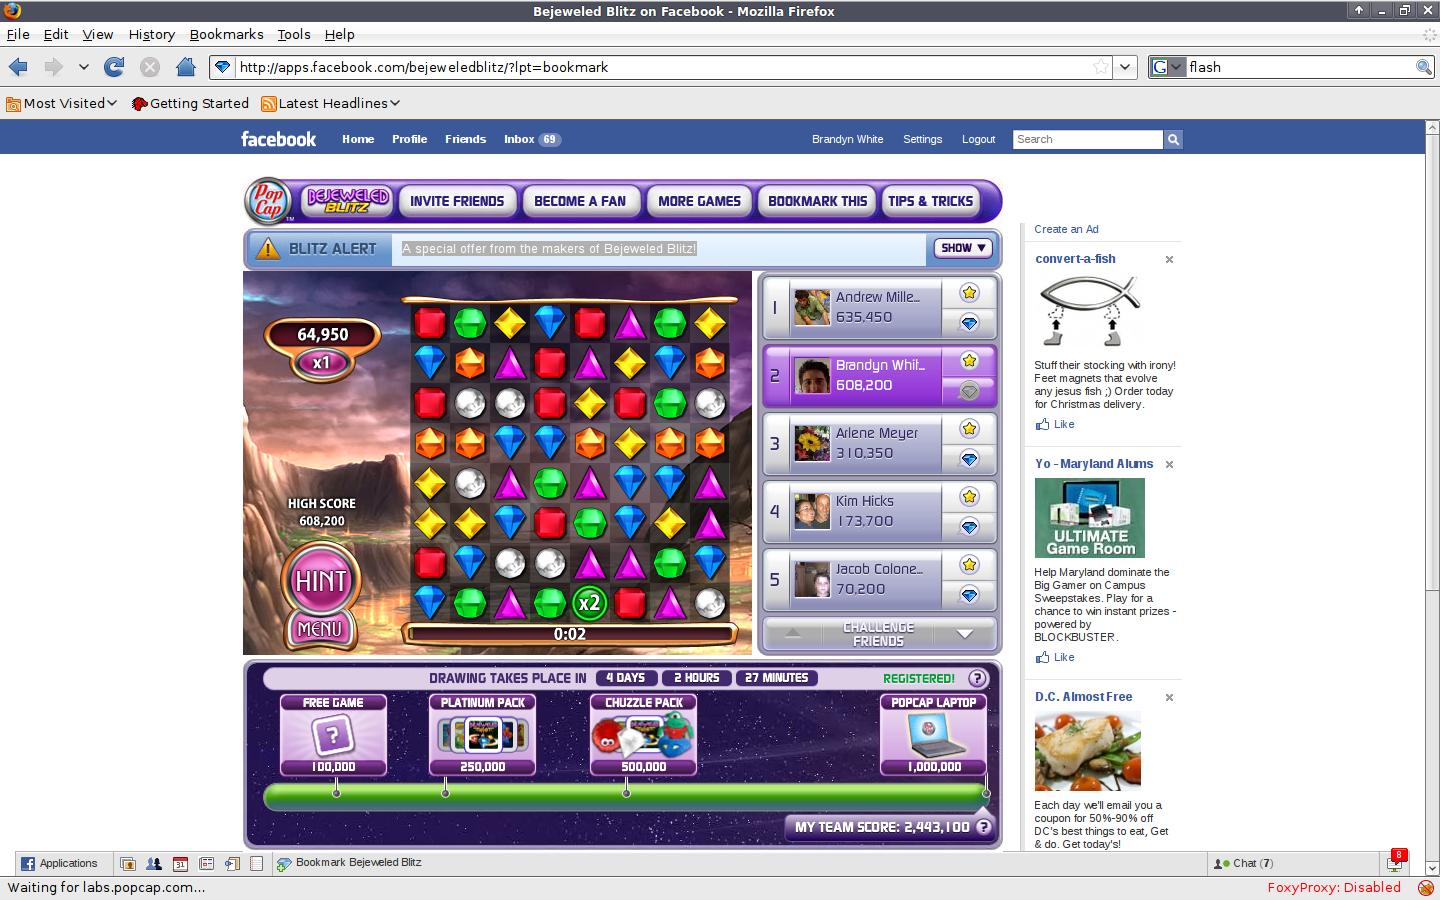 Bejeweled Blitz on Facebook - Mozilla Firefox
File Edit View History Bookmarks Tools Help
http://apps.facebook.com/bejeweledblitz/?lpt=bookmark
G flash
Most Visited Getting Started Latest Headlines
facebook Home Profile Friends Inbox 69 Brandyn White Settings Logout Search
Pop Cap TM BEJEWELED BLITZ INVITE FRIENDS BECOME A FAN MORE GAMES BOOKMARK THIS TIPS & TRICKS
BLITZ ALERT A special offer from the makers of Bejeweled Blitz! SHOW
64,950
x1
HIGH SCORE
608,200
HINT
MENU
x2
0:02
1 Andrew Mille...
635,450
2 Brandyn Whit...
608,200
3 Arlene Meyer
310,350
4 Kim Hicks
173,700
5 Jacob Colone...
70,200
CHALLENGE
FRIENDS
DRAWING TAKES PLACE IN 4 DAYS 2 HOURS 27 MINUTES REGISTERED! ?
FREE GAME
?
100,000
PLATINUM PACK
250,000
CHUZZLE PACK
500,000
POPCAP LAPTOP
1,000,000
MY TEAM SCORE: 2,443,100 ?
Create an Ad
convert-a-fish
Stuff their stocking with irony!
Feet magnets that evolve
any jesus fish ;) Order today
for Christmas delivery.
Like
Yo - Maryland Alums
ULTIMATE
Game Room
Help Maryland dominate the
Big Gamer on Campus
Sweepstakes. Play for a
chance to win instant prizes -
powered by
BLOCKBUSTER.
Like
D.C. Almost Free
Each day we'll email you a
coupon for 50%-90% off
DC's best things to eat, Get
& do. Get today's!
Applications 31 Bookmark Bejeweled Blitz Chat (7) 8
Waiting for labs.popcap.com... FoxyProxy: Disabled